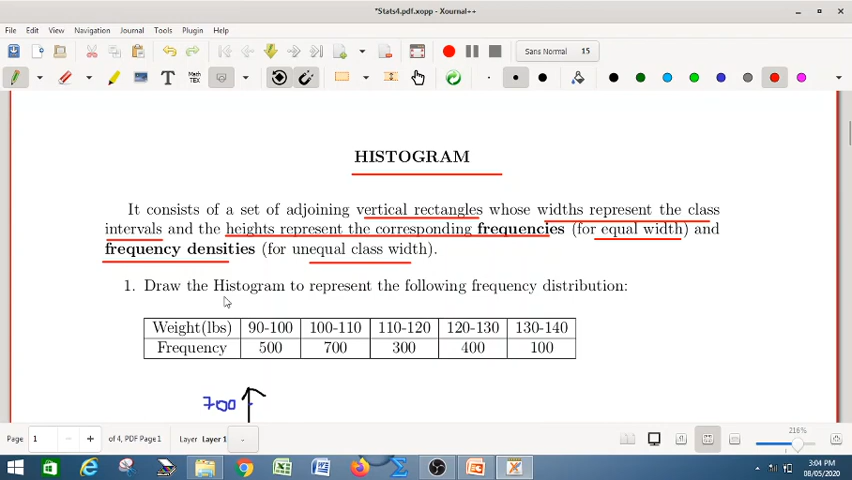 *Stats4.pdf.xopp - Xournal++
File Edit View Navigation Journal Tools Plugin Help
Sans Normal 15
T Math TEX
HISTOGRAM
It consists of a set of adjoining vertical rectangles whose widths represent the class
intervals and the heights represent the corresponding frequencies (for equal width) and
frequency densities (for unequal class width).
1. Draw the Histogram to represent the following frequency distribution:
Weight(lbs) 90-100 100-110 110-120 120-130 130-140
Frequency 500 700 300 400 100
700
216%
Page 1 of 4, PDF Page1 Layer Layer 1
3:04 PM
08/05/2020